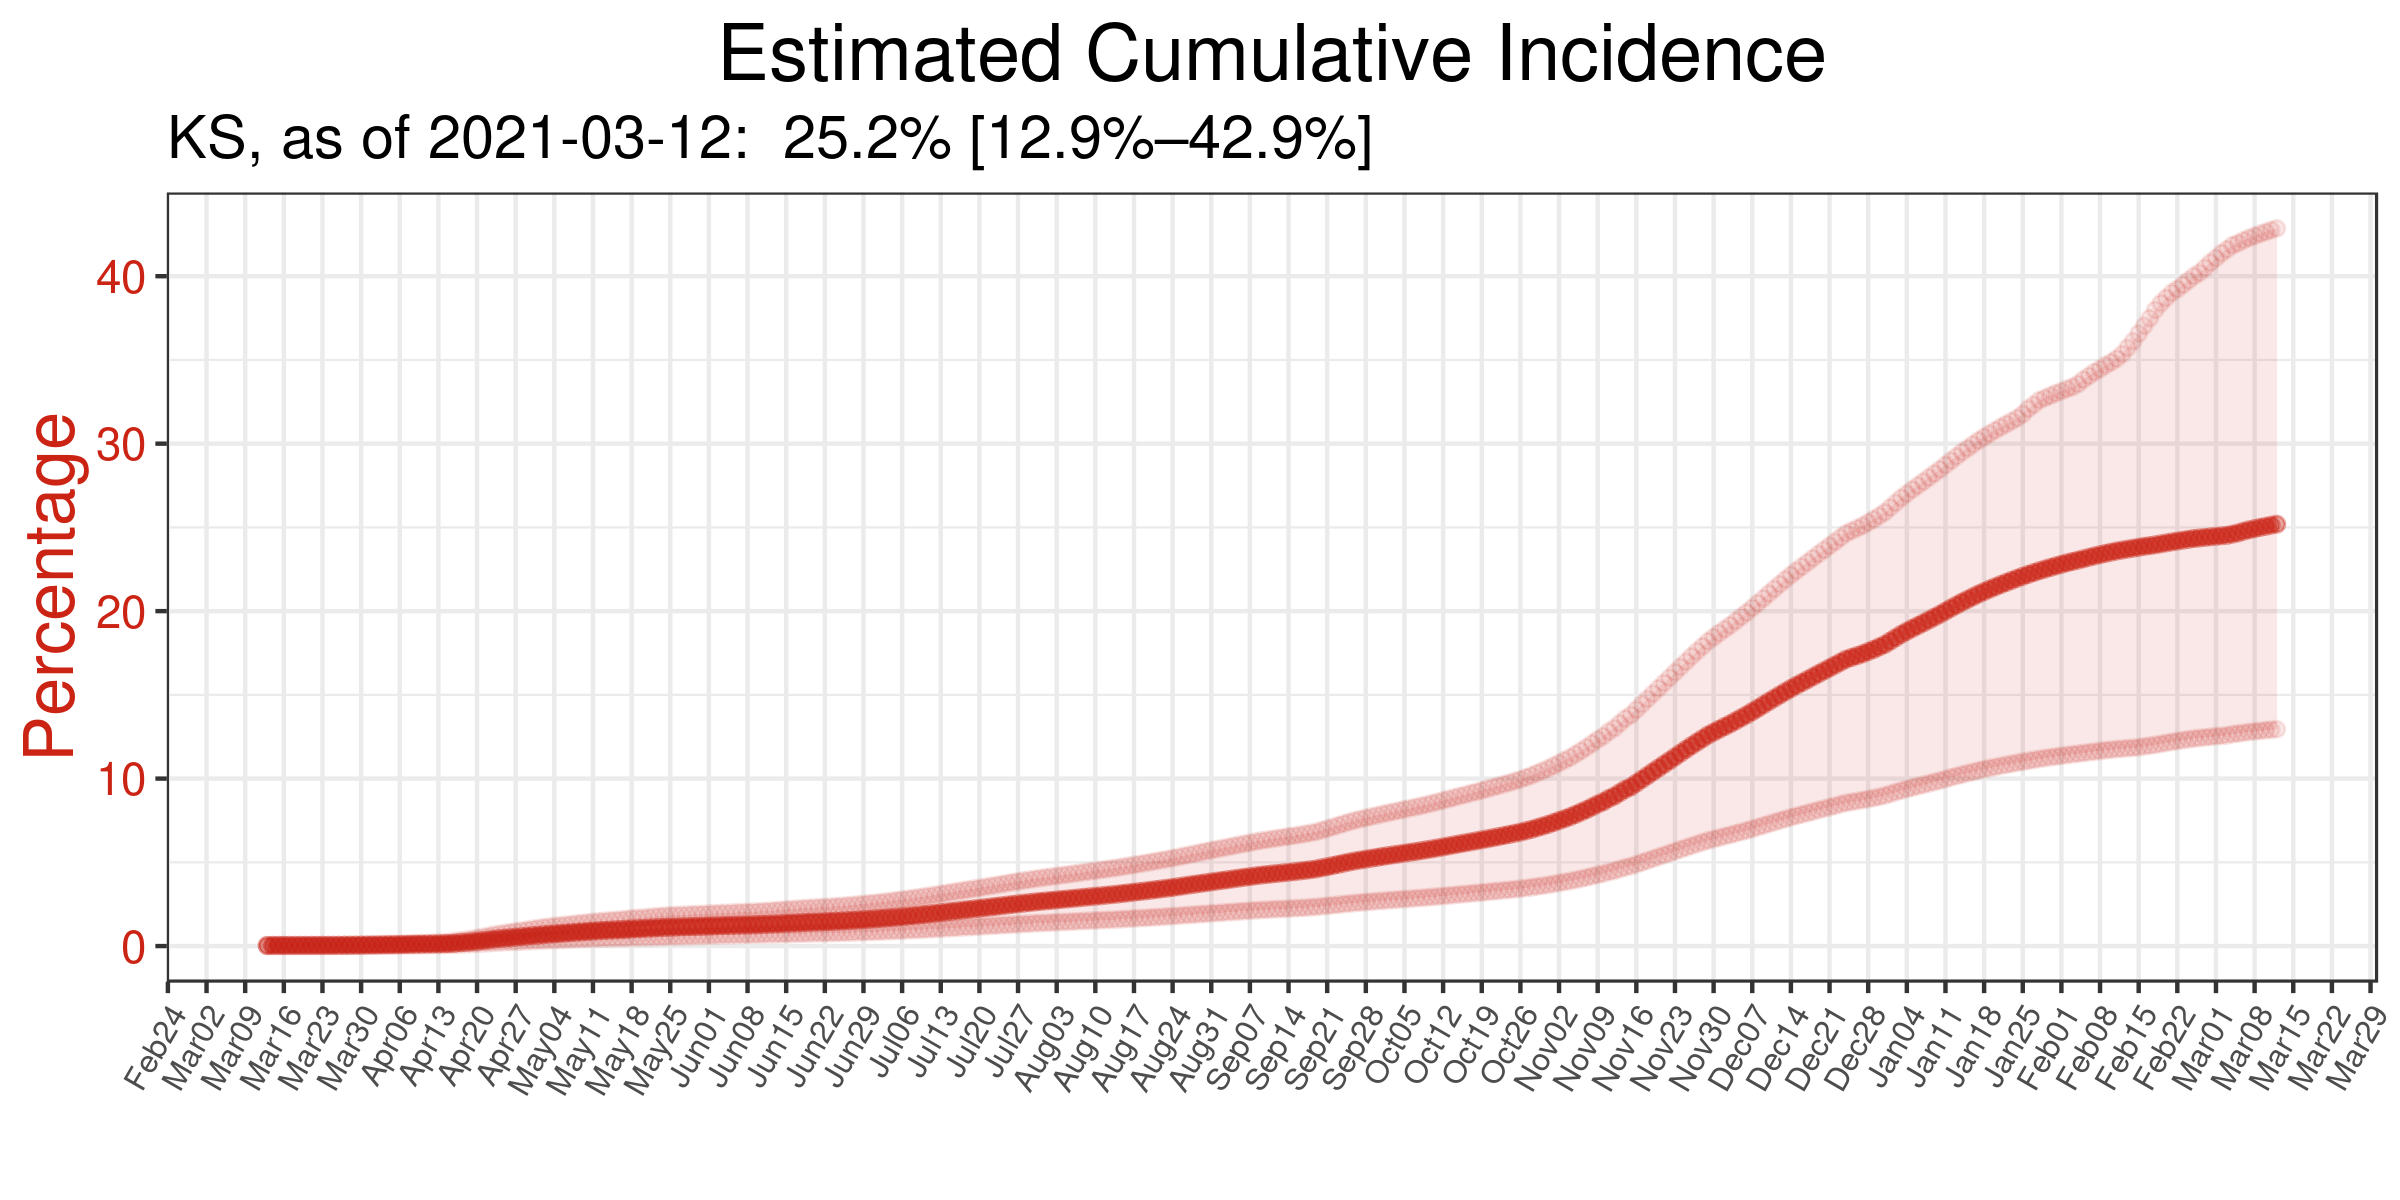 Estimated Cumulative Incidence
KS, as of 2021-03-12:  25.2% [12.9%–42.9%]
Percentage
40
30
20
10
0
Feb24
Mar02
Mar09
Mar16
Mar23
Mar30
Apr06
Apr13
Apr20
Apr27
May04
May11
May18
May25
Jun01
Jun08
Jun15
Jun22
Jun29
Jul06
Jul13
Jul20
Jul27
Aug03
Aug10
Aug17
Aug24
Aug31
Sep07
Sep14
Sep21
Sep28
Oct05
Oct12
Oct19
Oct26
Nov02
Nov09
Nov16
Nov23
Nov30
Dec07
Dec14
Dec21
Dec28
Jan04
Jan11
Jan18
Jan25
Feb01
Feb08
Feb15
Feb22
Mar01
Mar08
Mar15
Mar22
Mar29